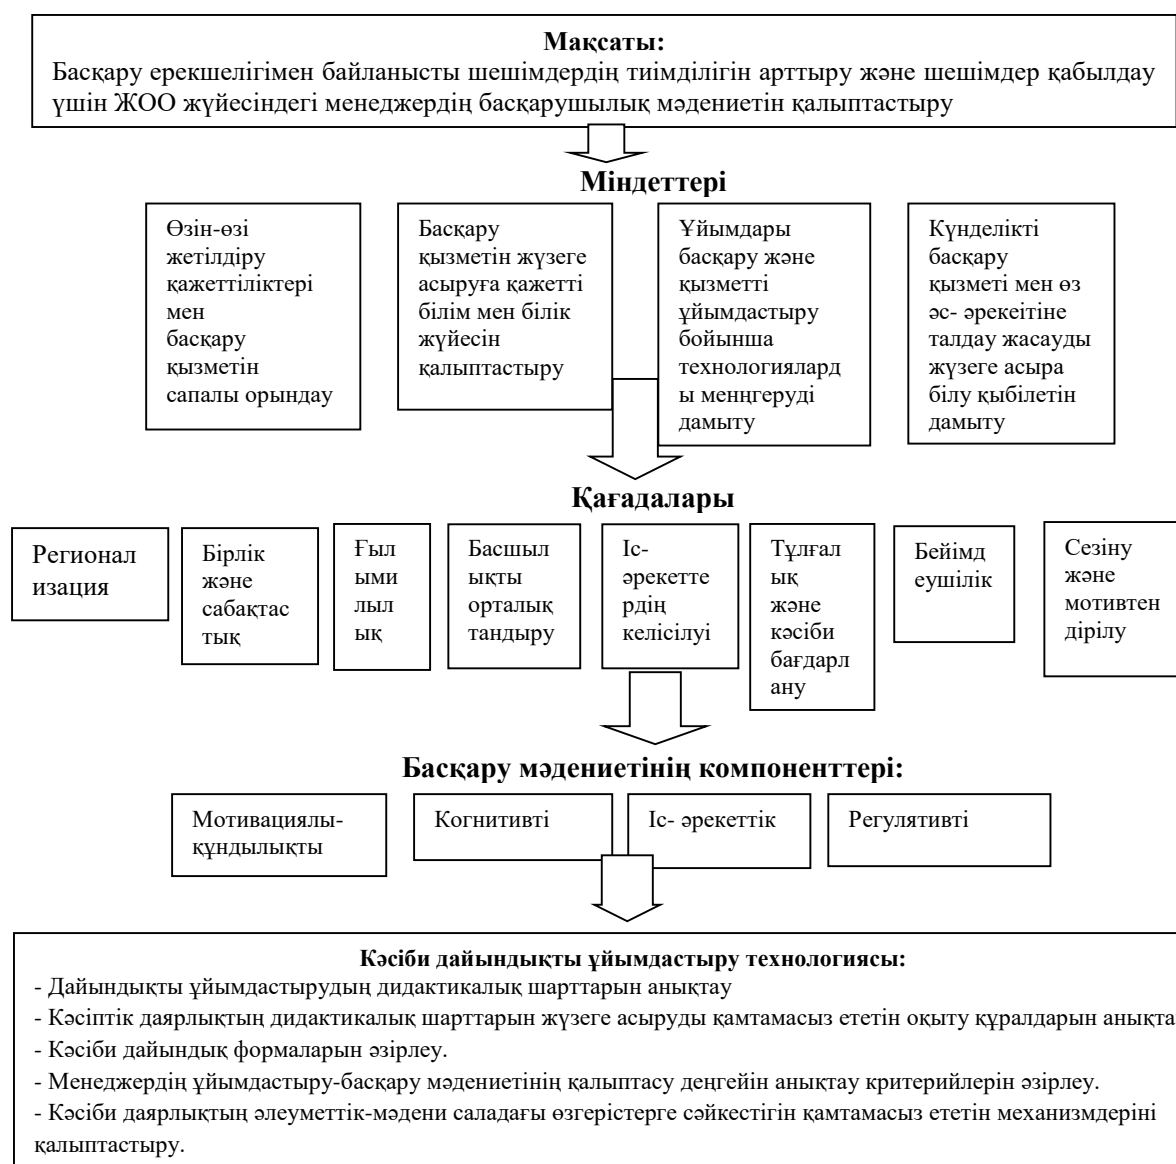 Мақсаты:
Басқару ерекшелігімен байланысты шешімдердің тиімділігін арттыру және шешімдер қабылдау
үшін ЖОО жүйесіндегі менеджердің басқарушылық мәдениетін қалыптастыру
Міндеттері
Өзін-өзі
жетілдіру
қажеттіліктері
мен
басқару
қызметін
сапалы орындау
Басқару
қызметін жүзеге
асыруға қажетті
білім мен білік
жүйесін
қалыптастыру
Ұйымдары
басқару және
қызметті
ұйымдастыру
бойынша
технологиялард
ы менңгеруді
дамыту
Күнделікті
басқару
қызметі мен өз
әс- әрекеітіне
талдау жасауды
жүзеге асыра
білу қыбілетін
дамыту
Қағадалары
Регионал
изация
Бірлік
және
сабақтас
тық
Ғыл
ыми
лыл
ық
Басшыл
ықты
орталық
тандыру
Іс-
әрекетте
рдің
келісілуі
Тұлғал
ық
және
кәсіби
бағдарл
ану
Бейімд
еушілік
Сезіну
және
мотивтен
дірілу
Басқару мәдениетінің компоненттері:
Мотивациялы-
құндылықты
Когнитивті
Іс- әрекеттік
Регулятивті
Кәсіби дайындықты ұйымдастыру технологиясы:
- Дайындықты ұйымдастырудың дидактикалық шарттарын анықтау
- Кәсіптік даярлықтың дидактикалық шарттарын жүзеге асыруды қамтамасыз ететін оқыту құралдарын анықта
- Кәсіби дайындық формаларын әзірлеу.
- Менеджердің ұйымдастыру-басқару мәдениетінің қалыптасу деңгейін анықтау критерийлерін әзірлеу.
- Кәсіби даярлықтың әлеуметтік-мәдени саладағы өзгерістерге сәйкестігін қамтамасыз ететін механизмдеріні
қалыптастыру.